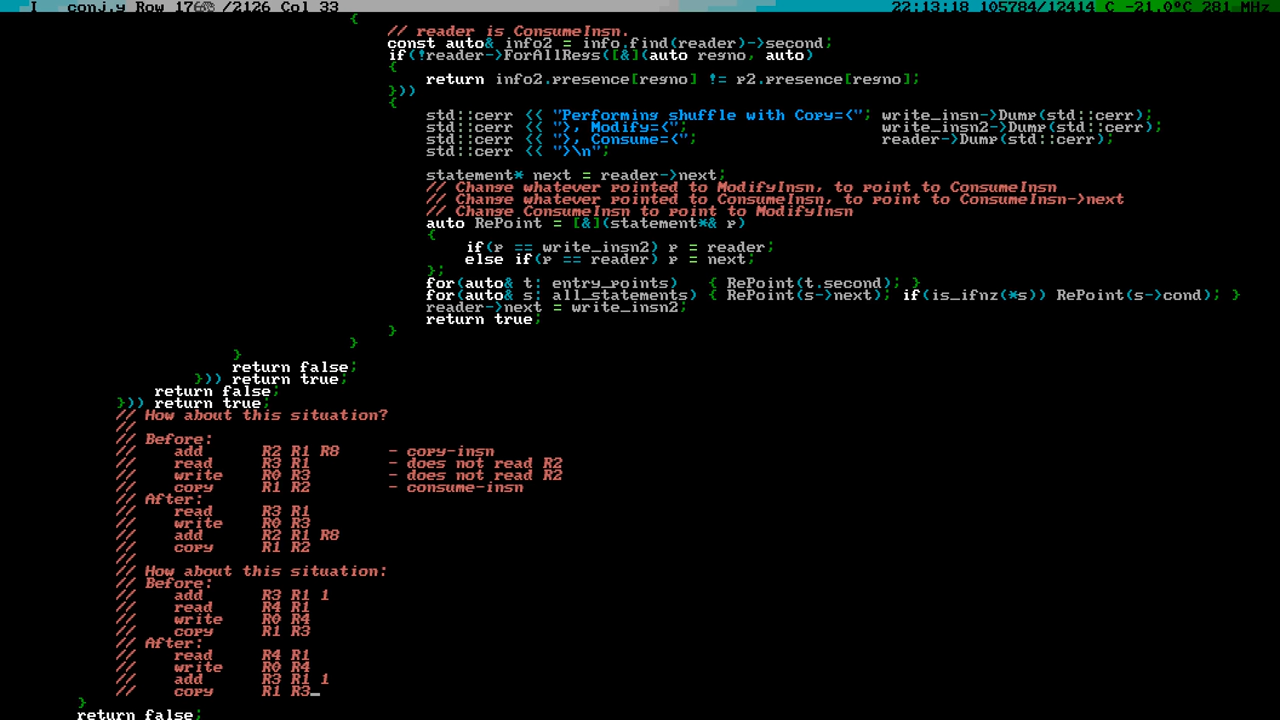 I conj.y Row 1766 /2126 Col 33 22:13:18 105784/12414 C -21.0°C 281 MHz
{
// reader is ConsumeInsn.
const auto& info2 = info.find(reader)->second;
if(!reader->ForAllRegs([&](auto regno, auto)
{
return info2.presence[regno] != p2.presence[regno];
}))
{
std::cerr << "Performing shuffle with Copy={"; write_insn->Dump(std::cerr);
std::cerr << "}, Modify={"; write_insn2->Dump(std::cerr);
std::cerr << "}, Consume={"; reader->Dump(std::cerr);
std::cerr << "}\n";
statement* next = reader->next;
// Change whatever pointed to ModifyInsn, to point to ConsumeInsn
// Change whatever pointed to ConsumeInsn, to point to ConsumeInsn->next
// Change ConsumeInsn to point to ModifyInsn
auto RePoint = [&](statement*& p)
{
if(p == write_insn2) p = reader;
else if(p == reader) p = next;
};
for(auto& t: entry_points) { RePoint(t.second); }
for(auto& s: all_statements) { RePoint(s->next); if(is_ifnz(*s)) RePoint(s->cond); }
reader->next = write_insn2;
return true;
}
}
}
return false;
})) return true;
return false;
})) return true;
// How about this situation?
//
// Before:
// add R2 R1 R8 - copy-insn
// read R3 R1 - does not read R2
// write R0 R3 - does not read R2
// copy R1 R2 - consume-insn
// After:
// read R3 R1
// write R0 R3
// add R2 R1 R8
// copy R1 R2
//
// How about this situation:
// Before:
// add R3 R1 1
// read R4 R1
// write R0 R4
// copy R1 R3
// After:
// read R4 R1
// write R0 R4
// add R3 R1 1
// copy R1 R3
}
return false;